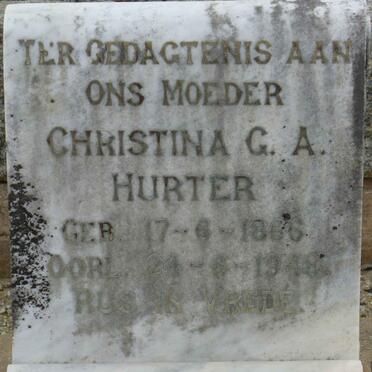 TER GEDAGTENIS AAN
ONS MOEDER
CHRISTINA G. A.
HURTER
GEB. 17-6-1866
OORL.
RUS IN VREDE